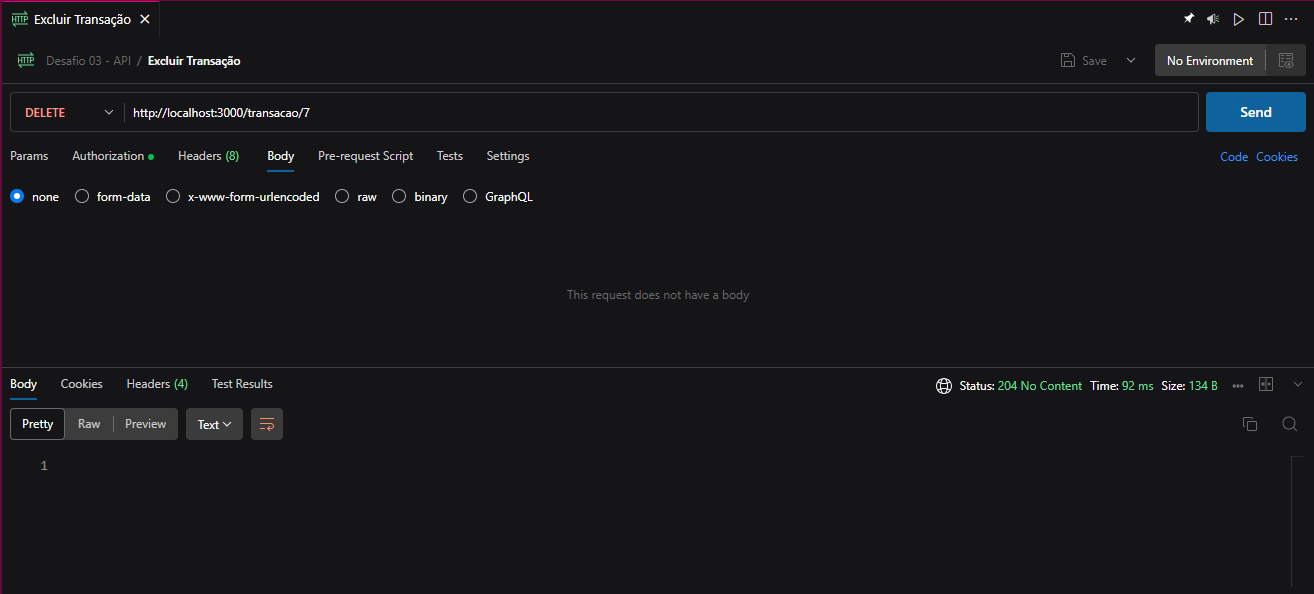 HTTP Excluir Transação
HTTP Desafio 03 - API / Excluir Transação Save No Environment
DELETE http://localhost:3000/transacao/7 Send
Params Authorization Headers (8) Body Pre-request Script Tests Settings Code Cookies
none form-data x-www-form-urlencoded raw binary GraphQL
This request does not have a body
Body Cookies Headers (4) Test Results Status: 204 No Content Time: 92 ms Size: 134 B
Pretty Raw Preview Text
1